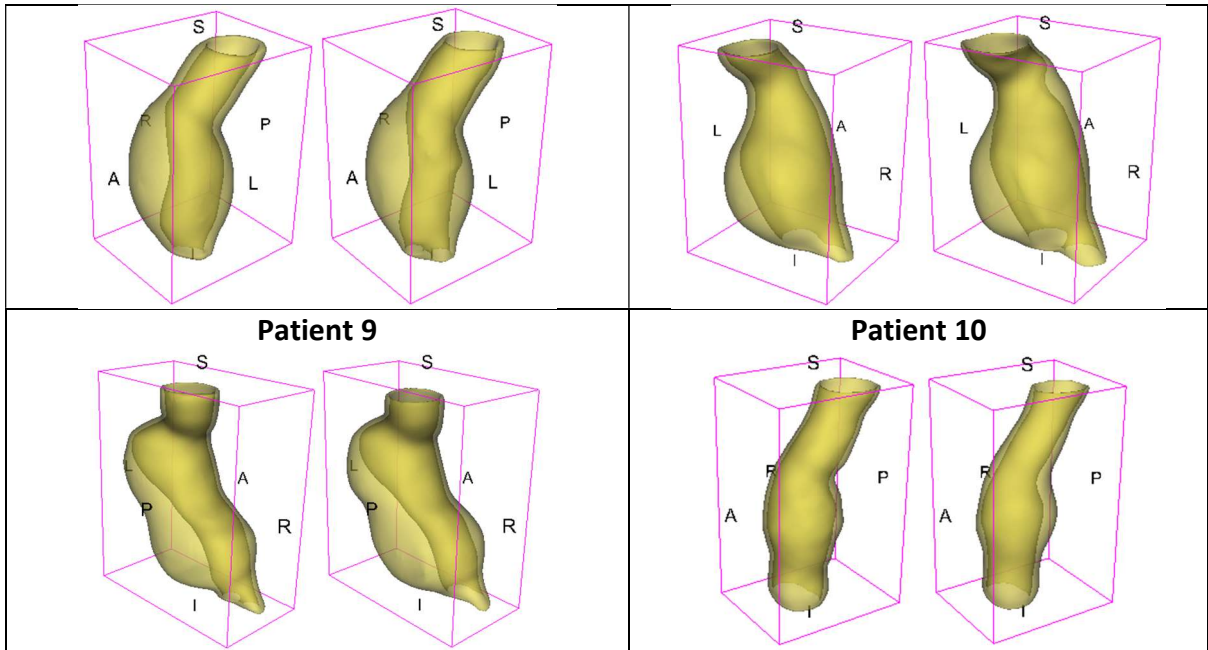 S S S S
R P R P L A L A
A L A L R R
I I I I
Patient 9 Patient 10
S S S S
L A L A R P R P
P R P R A A
I I I I